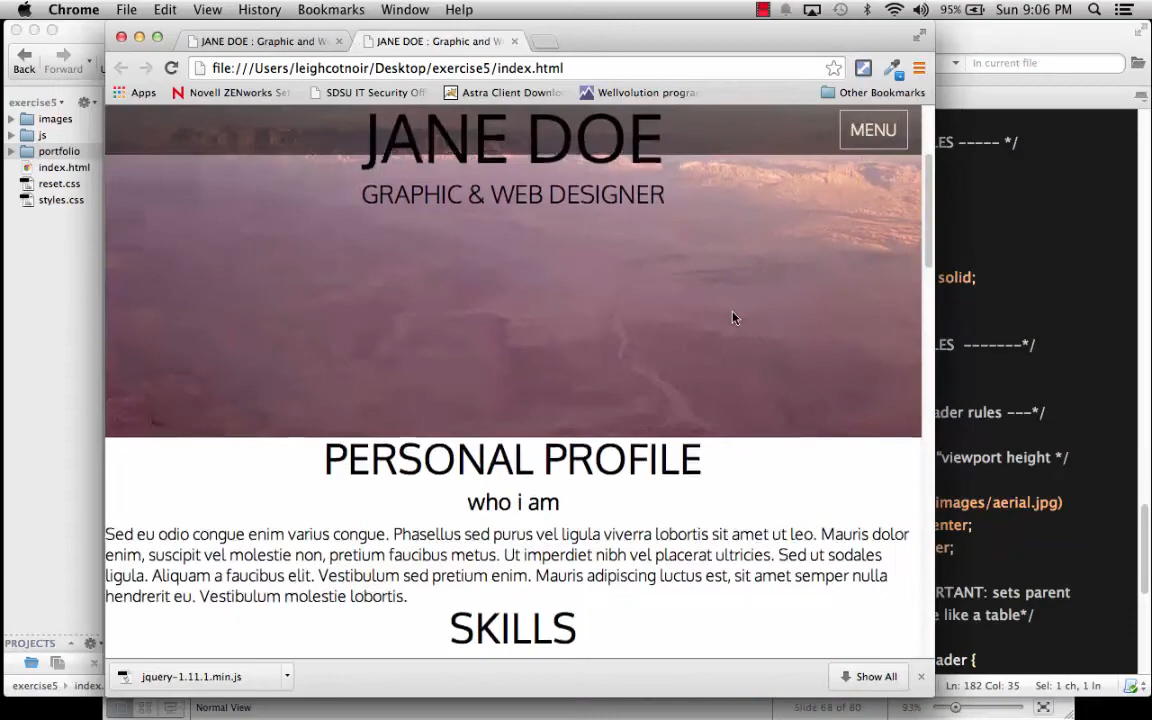 Chrome File Edit View History Bookmarks Window Help 95% Sun 9:06 PM
JANE DOE : Graphic and W
JANE DOE : Graphic and W
Back Forward
file:///Users/leighcotnoir/Desktop/exercise5/index.html
In current file
Apps Novell ZENworks Set SDSU IT Security Off Astra Client Downlo Wellvolution progra Other Bookmarks
exercise5
images
js
portfolio
index.html
reset.css
styles.css
JANE DOE
MENU
GRAPHIC & WEB DESIGNER
PERSONAL PROFILE
who i am
Sed eu odio congue enim varius congue. Phasellus sed purus vel ligula viverra lobortis sit amet ut leo. Mauris dolor
enim, suscipit vel molestie non, pretium faucibus metus. Ut imperdiet nibh vel placerat ultricies. Sed ut sodales
ligula. Aliquam a faucibus elit. Vestibulum sed pretium enim. Mauris adipiscing luctus est, sit amet semper nulla
hendrerit eu. Vestibulum molestie lobortis.
SKILLS
ES ----- */
solid;
LES -------*/
ader rules ---*/
"viewport height */
images/aerial.jpg)
enter;
er;
RTANT: sets parent
e like a table*/
ader {
PROJECTS
exercise5 index.
Ln: 182 Col: 35 Sel: 1 ch, 1 ln
jquery-1.11.1.min.js
Show All
Normal View
Slide 68 of 80
93%